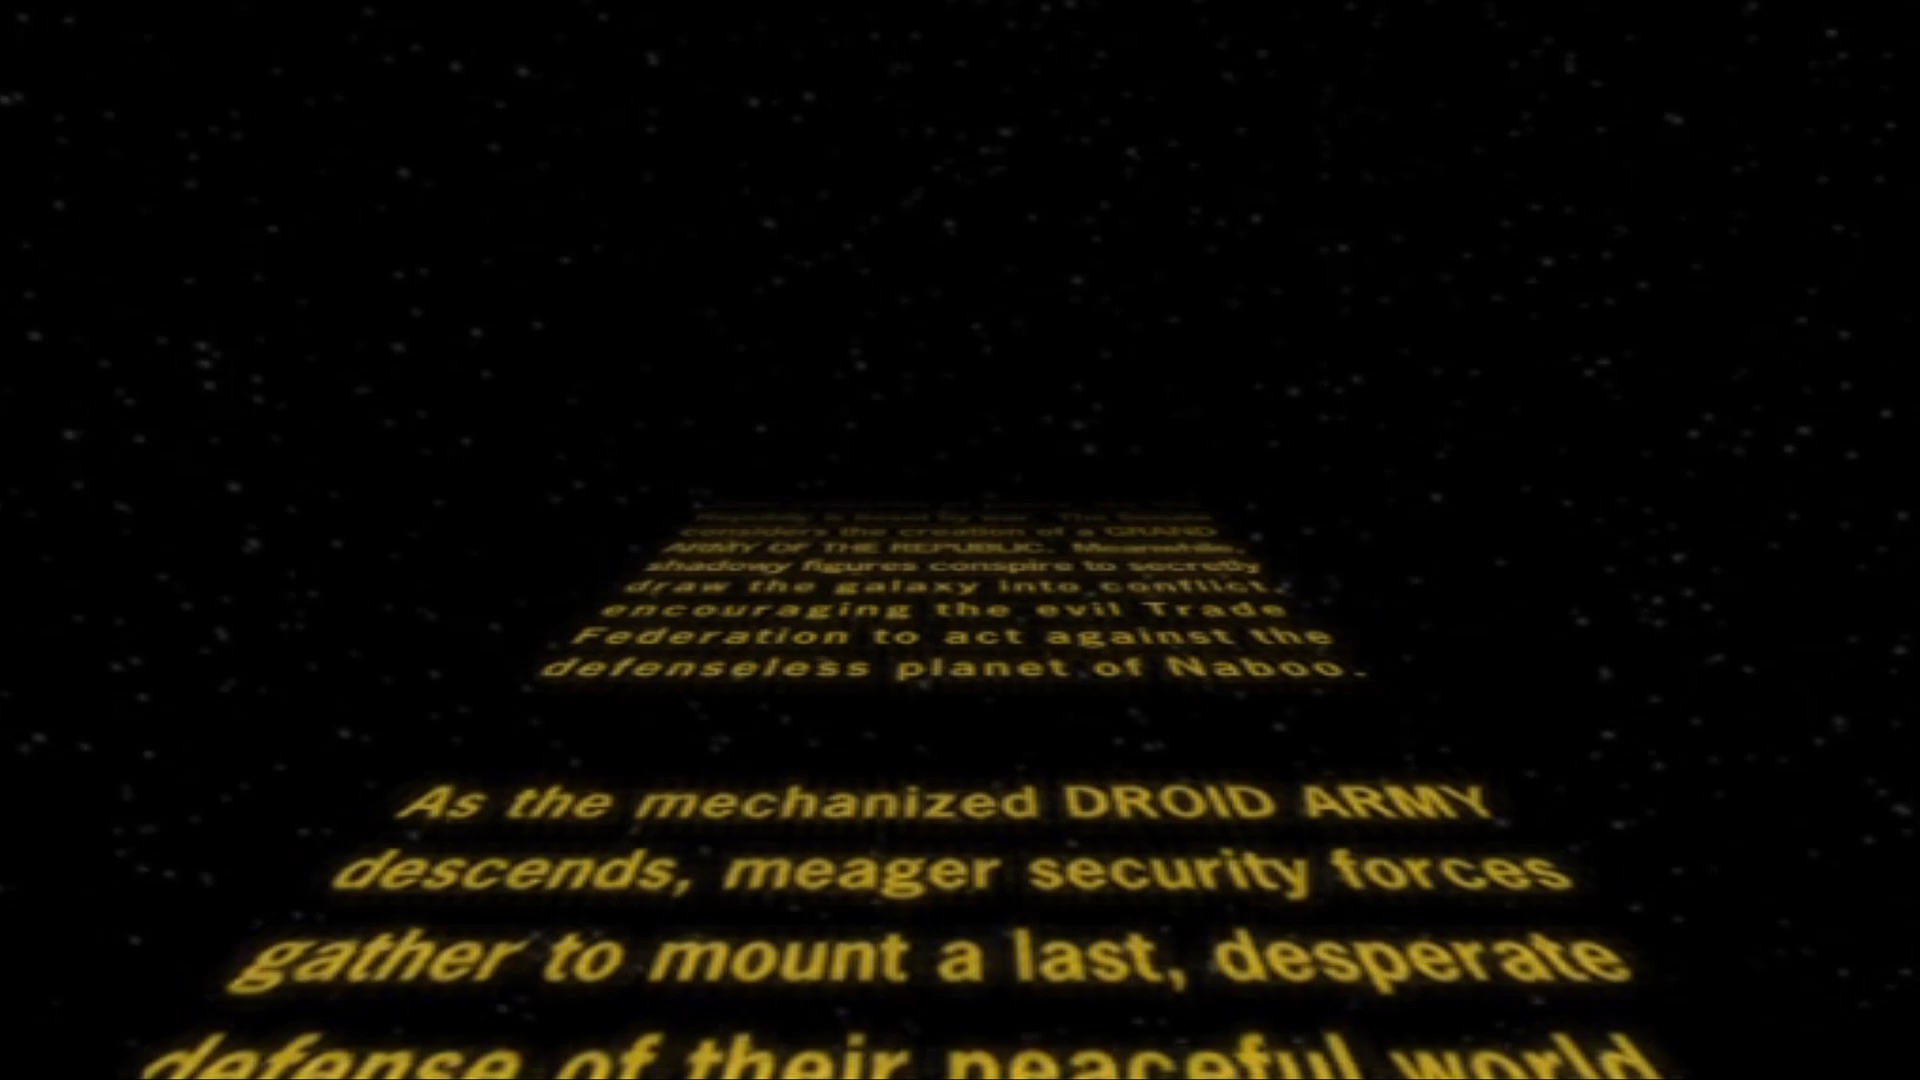 considers the creation of a GRAND
ARMY OF THE REPUBLIC. Meanwhile,
shadowy figures conspire to secretly
draw the galaxy into conflict,
encouraging the evil Trade
Federation to act against the
defenseless planet of Naboo.
As the mechanized DROID ARMY
descends, meager security forces
gather to mount a last, desperate
defense of their peaceful world